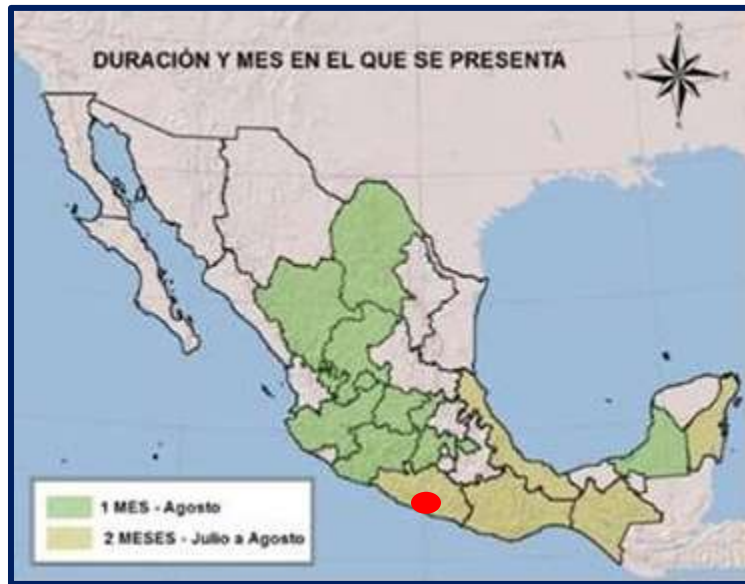 DURACIÓN Y MES EN EL QUE SE PRESENTA
N
1 MES - Agosto
2 MESES - Julio a Agosto